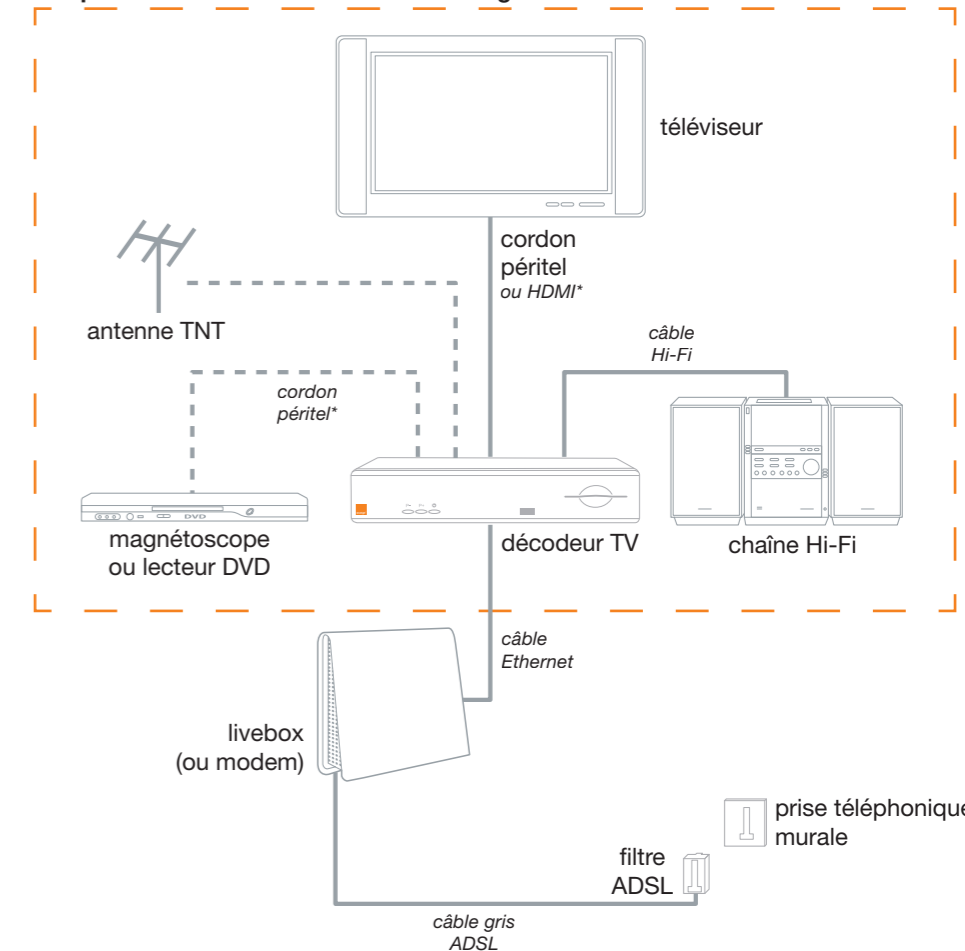 téléviseur
cordon
péritel
ou HDMI*
antenne TNT
câble
Hi-Fi
cordon
péritel*
DVD
magnétoscope
ou lecteur DVD
décodeur TV
chaîne Hi-Fi
câble
Ethernet
livebox
(ou modem)
prise téléphonique
murale
filtre
ADSL
câble gris
ADSL